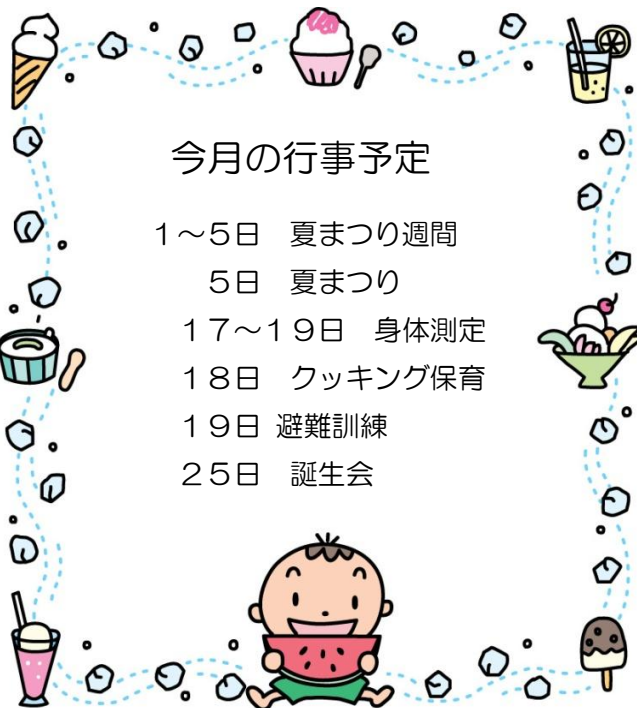 今月の行事予定
１～５日　夏まつり週間
５日　夏まつり
１７～１９日　身体測定
１８日　クッキング保育
１９日 避難訓練
２５日　誕生会